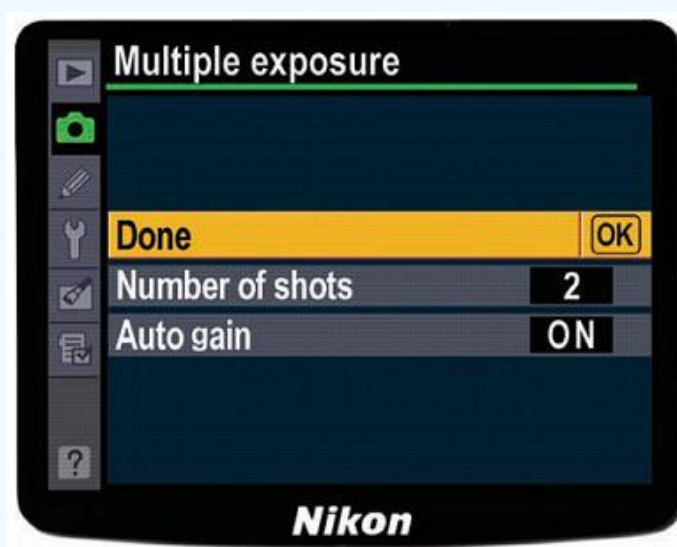 Multiple exposure
Done OK
Number of shots 2
Auto gain ON
?
Nikon